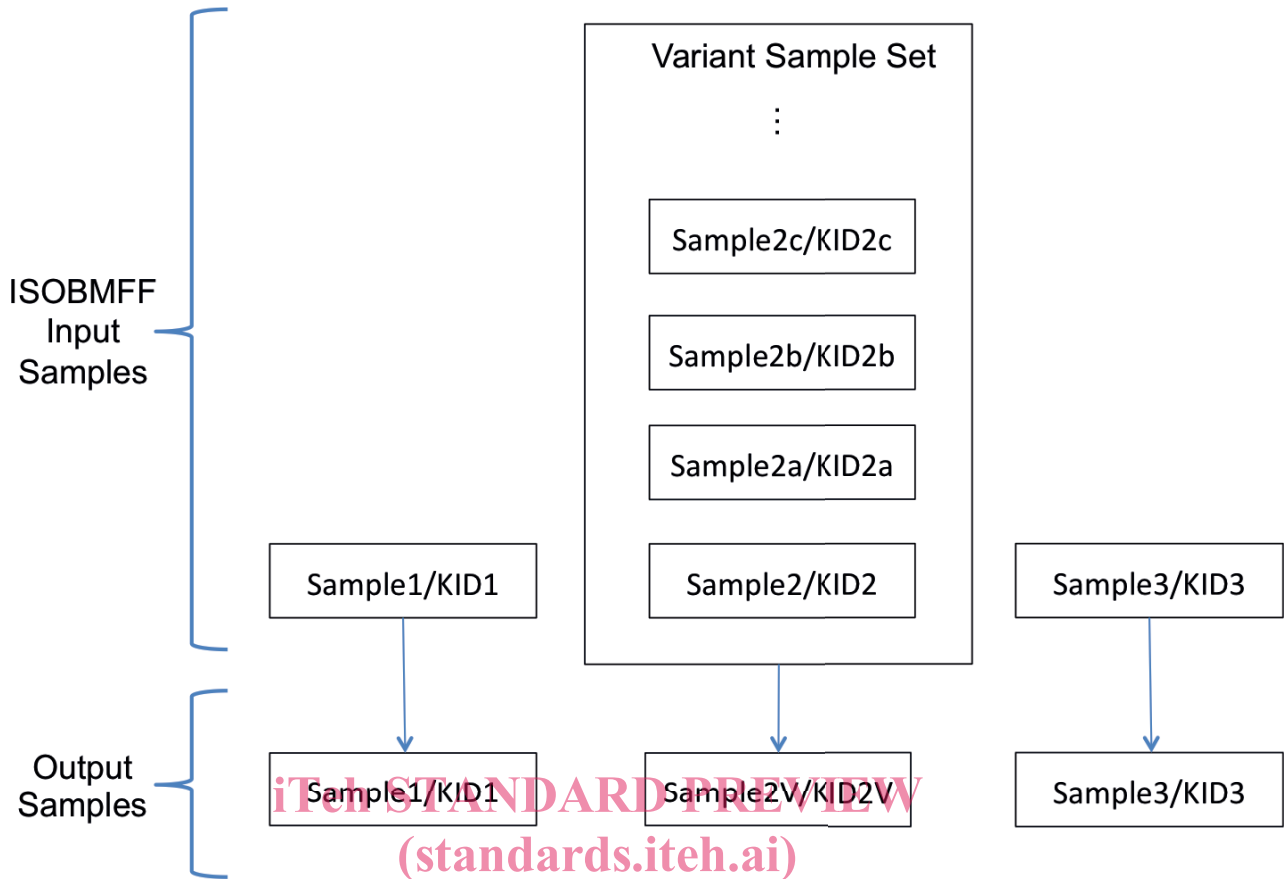 Variant Sample Set
⋮
Sample2c/KID2c
ISOBMFF
Input
Samples
Sample2b/KID2b
Sample2a/KID2a
Sample1/KID1
Sample2/KID2
Sample3/KID3
Output
Samples
Sample1/KID1
Sample2V/KID2V
Sample3/KID3
iTeh STANDARD PREVIEW
(standards.iteh.ai)